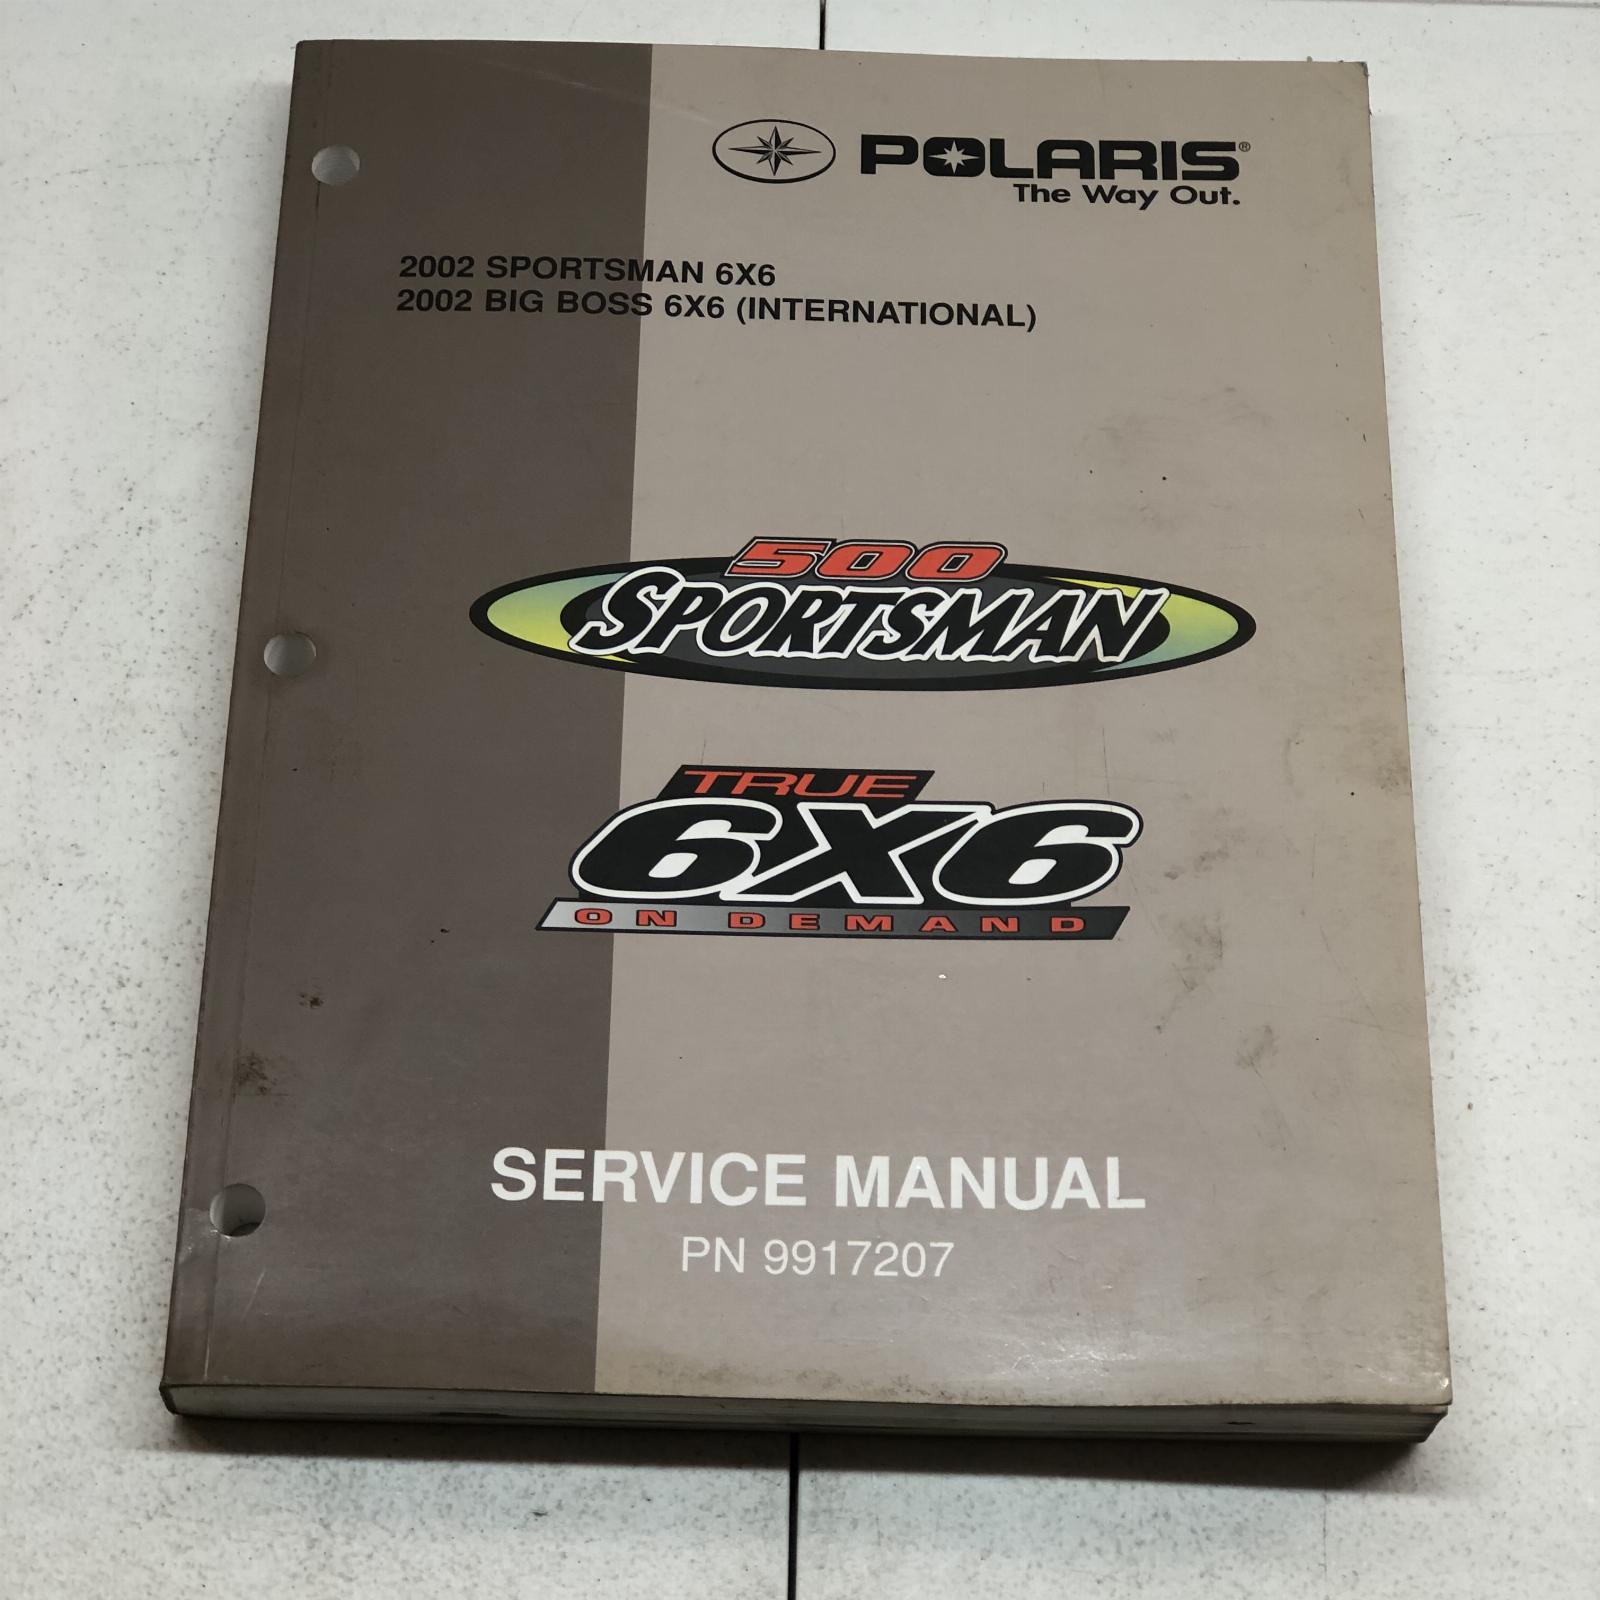 POLARIS®
The Way Out.
2002 SPORTSMAN 6X6
2002 BIG BOSS 6X6 (INTERNATIONAL)
500
SPORTSMAN
TRUE
6X6
ON DEMAND
SERVICE MANUAL
PN 9917207